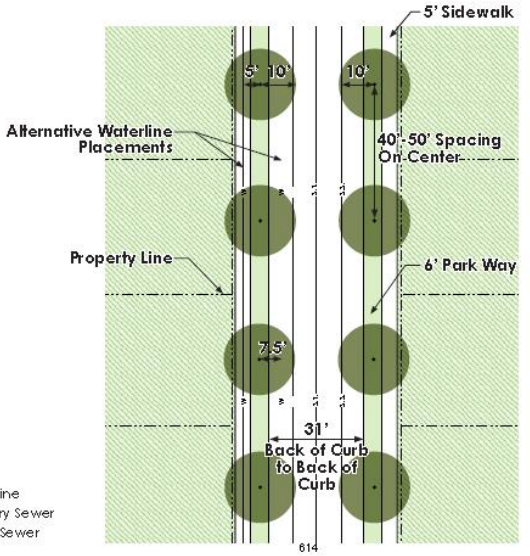 5' Sidewalk
5' 10' 10'
Alternative Waterline
Placements
40'-50' Spacing
On-Center
W W
Property Line
6' Park Way
7.5'
W W
31'
Back of Curb
to Back of
Curb
ine
ry Sewer
Sewer
614